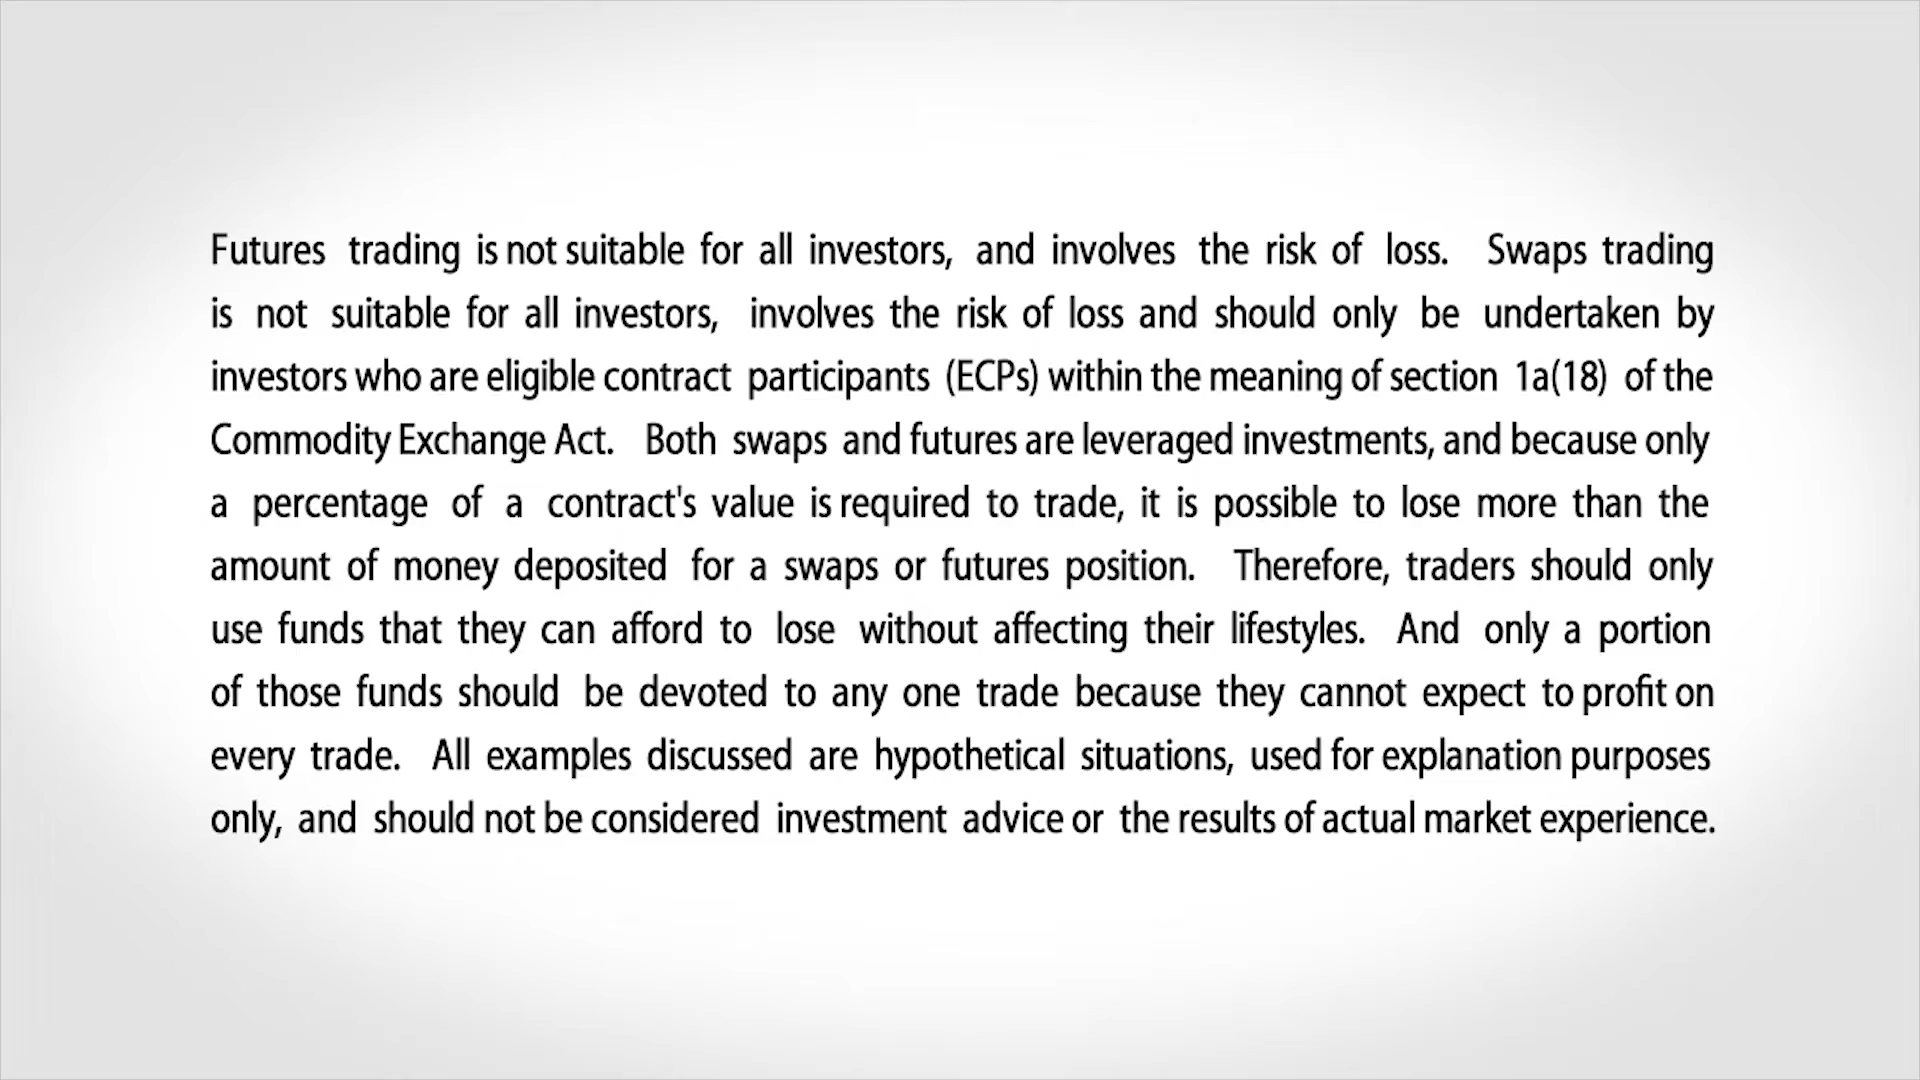 Futures trading is not suitable for all investors, and involves the risk of loss. Swaps trading
is not suitable for all investors, involves the risk of loss and should only be undertaken by
investors who are eligible contract participants (ECPs) within the meaning of section 1a(18) of the
Commodity Exchange Act. Both swaps and futures are leveraged investments, and because only
a percentage of a contract's value is required to trade, it is possible to lose more than the
amount of money deposited for a swaps or futures position. Therefore, traders should only
use funds that they can afford to lose without affecting their lifestyles. And only a portion
of those funds should be devoted to any one trade because they cannot expect to profit on
every trade. All examples discussed are hypothetical situations, used for explanation purposes
only, and should not be considered investment advice or the results of actual market experience.